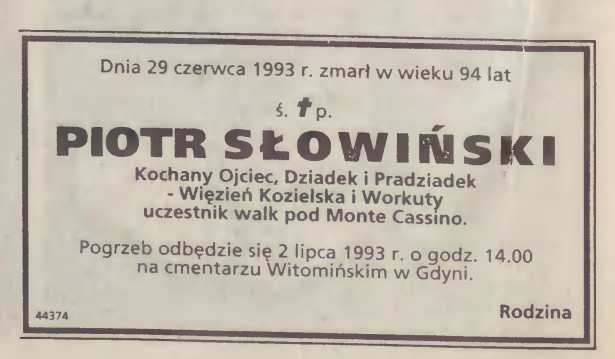 Dnia 29 czerwca 1993 r. zmarł w wieku 94 lat
ś. ✝ p.
PIOTR SŁOWIŃSKI
Kochany Ojciec, Dziadek i Pradziadek
- Więzień Kozielska i Workuty
uczestnik walk pod Monte Cassino.
Pogrzeb odbędzie się 2 lipca 1993 r. o godz. 14.00
na cmentarzu Witomińskim w Gdyni.
44374 Rodzina